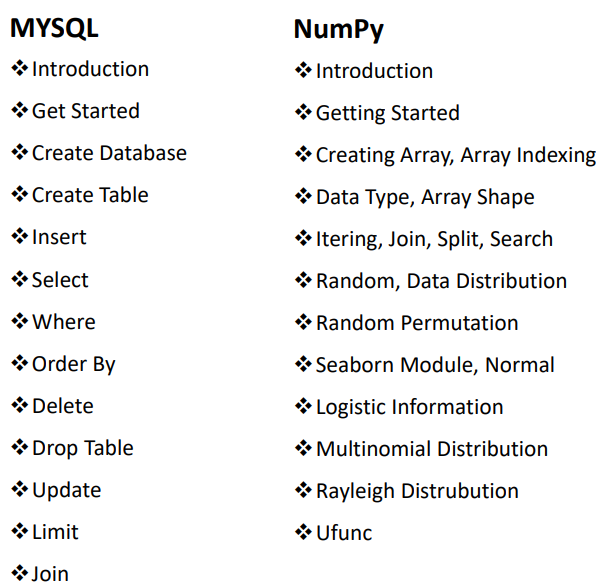 MYSQL
❖Introduction
❖Get Started
❖Create Database
❖Create Table
❖Insert
❖Select
❖Where
❖Order By
❖Delete
❖Drop Table
❖Update
❖Limit
❖Join
NumPy
❖Introduction
❖Getting Started
❖Creating Array, Array Indexing
❖Data Type, Array Shape
❖Itering, Join, Split, Search
❖Random, Data Distribution
❖Random Permutation
❖Seaborn Module, Normal
❖Logistic Information
❖Multinomial Distribution
❖Rayleigh Distrubution
❖Ufunc